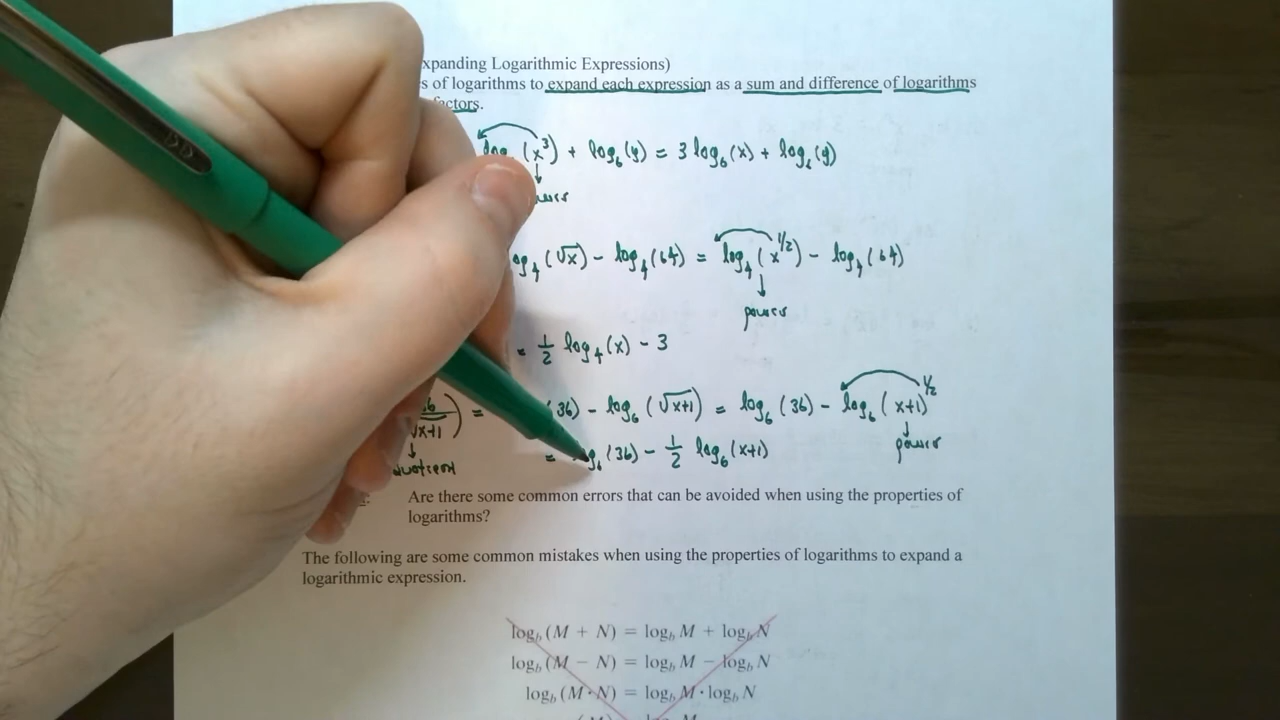 xpanding Logarithmic Expressions)
s of logarithms to expand each expression as a sum and difference of logarithms
factors.
log (x³) + log₆(y) = 3 log₆(x) + log₆(y)
power
log₄(√x) - log₄(64) = log₄(x^1/2) - log₄(64)
power
= 1/2 log₄(x) - 3
√x+1) = (36) - log₆(√x+1) = log₆(36) - log₆(x+1)^1/2
quotient power
= log₆(36) - 1/2 log₆(x+1)
Are there some common errors that can be avoided when using the properties of
logarithms?
The following are some common mistakes when using the properties of logarithms to expand a
logarithmic expression.
log_b (M + N) = log_b M + log_b N
log_b (M − N) = log_b M − log_b N
log_b (M · N) = log_b M · log_b N